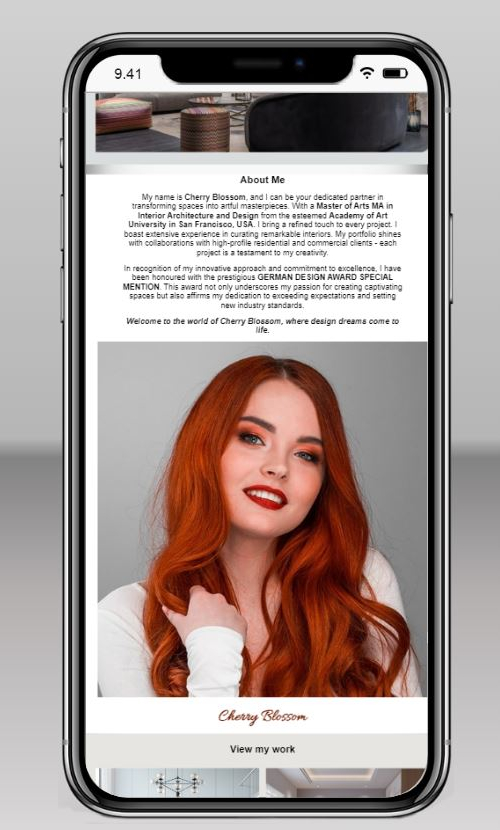 9.41
About Me
My name is Cherry Blossom, and I can be your dedicated partner in
transforming spaces into artful masterpieces. With a Master of Arts MA in
Interior Architecture and Design from the esteemed Academy of Art
University in San Francisco, USA. I bring a refined touch to every project. I
boast extensive experience in curating remarkable interiors. My portfolio shines
with collaborations with high-profile residential and commercial clients - each
project is a testament to my creativity.
In recognition of my innovative approach and commitment to excellence, I have
been honoured with the prestigious GERMAN DESIGN AWARD SPECIAL
MENTION. This award not only underscores my passion for creating captivating
spaces but also affirms my dedication to exceeding expectations and setting
new industry standards.
Welcome to the world of Cherry Blossom, where design dreams come to
life.
Cherry Blossom
View my work